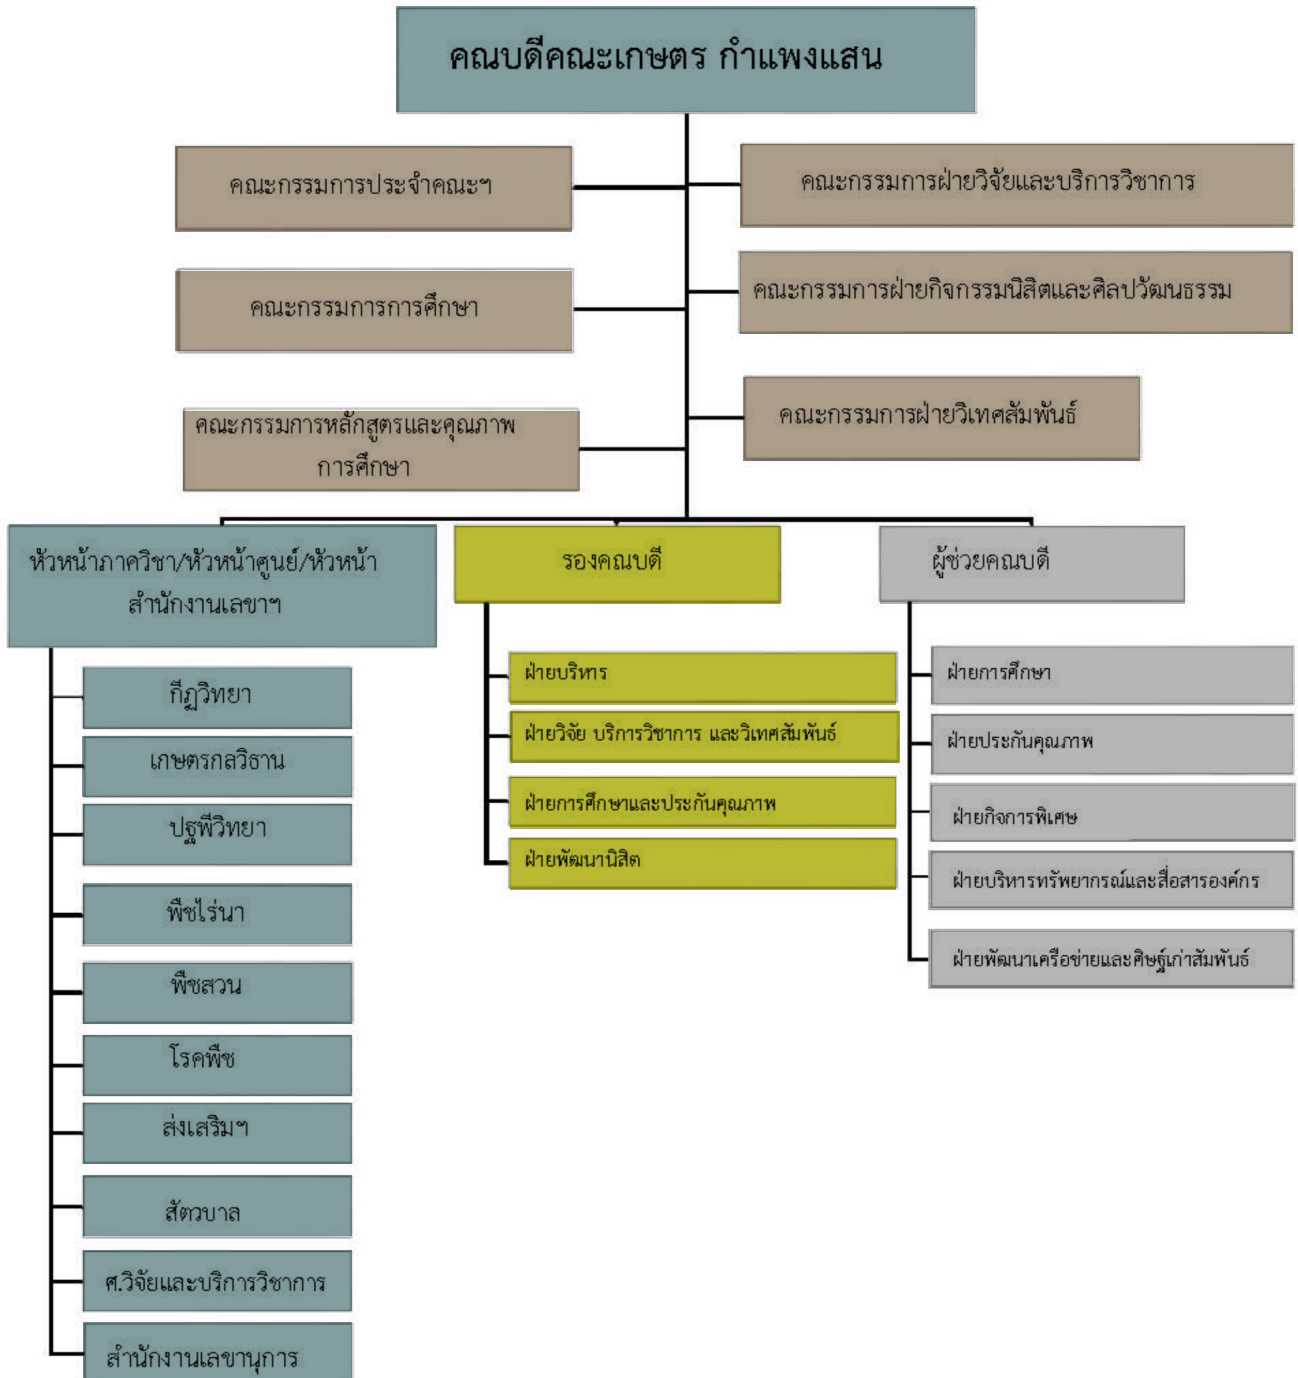 คณบดีคณะเกษตร กำแพงแสน
คณะกรรมการประจำคณะฯ
คณะกรรมการฝ่ายวิจัยและบริการวิชาการ
คณะกรรมการการศึกษา
คณะกรรมการฝ่ายกิจกรรมนิสิตและศิลปวัฒนธรรม
คณะกรรมการหลักสูตรและคุณภาพ
การศึกษา
คณะกรรมการฝ่ายวิเทศสัมพันธ์
หัวหน้าภาควิชา/หัวหน้าศูนย์/หัวหน้า
สำนักงานเลขาฯ
กีฏวิทยา
เกษตรกลวิธาน
ปฐพีวิทยา
พืชไร่นา
พืชสวน
โรคพืช
ส่งเสริมฯ
สัตวบาล
ศ.วิจัยและบริการวิชาการ
สำนักงานเลขานุการ
รองคณบดี
ฝ่ายบริหาร
ฝ่ายวิจัย บริการวิชาการ และวิเทศสัมพันธ์
ฝ่ายการศึกษาและประกันคุณภาพ
ฝ่ายพัฒนานิสิต
ผู้ช่วยคณบดี
ฝ่ายการศึกษา
ฝ่ายประกันคุณภาพ
ฝ่ายกิจการพิเศษ
ฝ่ายบริหารทรัพยากรณ์และสื่อสารองค์กร
ฝ่ายพัฒนาเครือข่ายและศิษฐ์เก่าสัมพันธ์